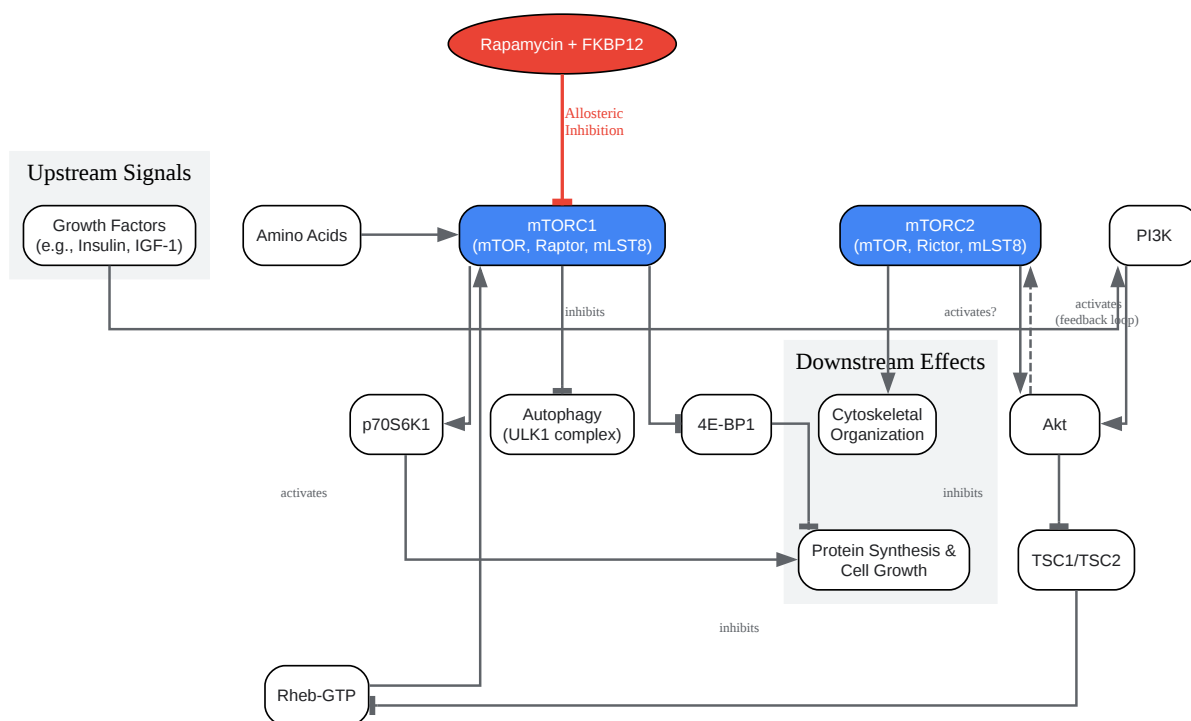 Rapamycin + FKBP12
Allosteric
Inhibition
Upstream Signals
Growth Factors
(e.g., Insulin, IGF-1)
Amino Acids
mTORC1
(mTOR, Raptor, mLST8)
mTORC2
(mTOR, Rictor, mLST8)
PI3K
inhibits
activates?
activates
(feedback loop)
Downstream Effects
p70S6K1
Autophagy
(ULK1 complex)
4E-BP1
Cytoskeletal
Organization
Akt
activates
inhibits
Protein Synthesis &
Cell Growth
TSC1/TSC2
inhibits
Rheb-GTP